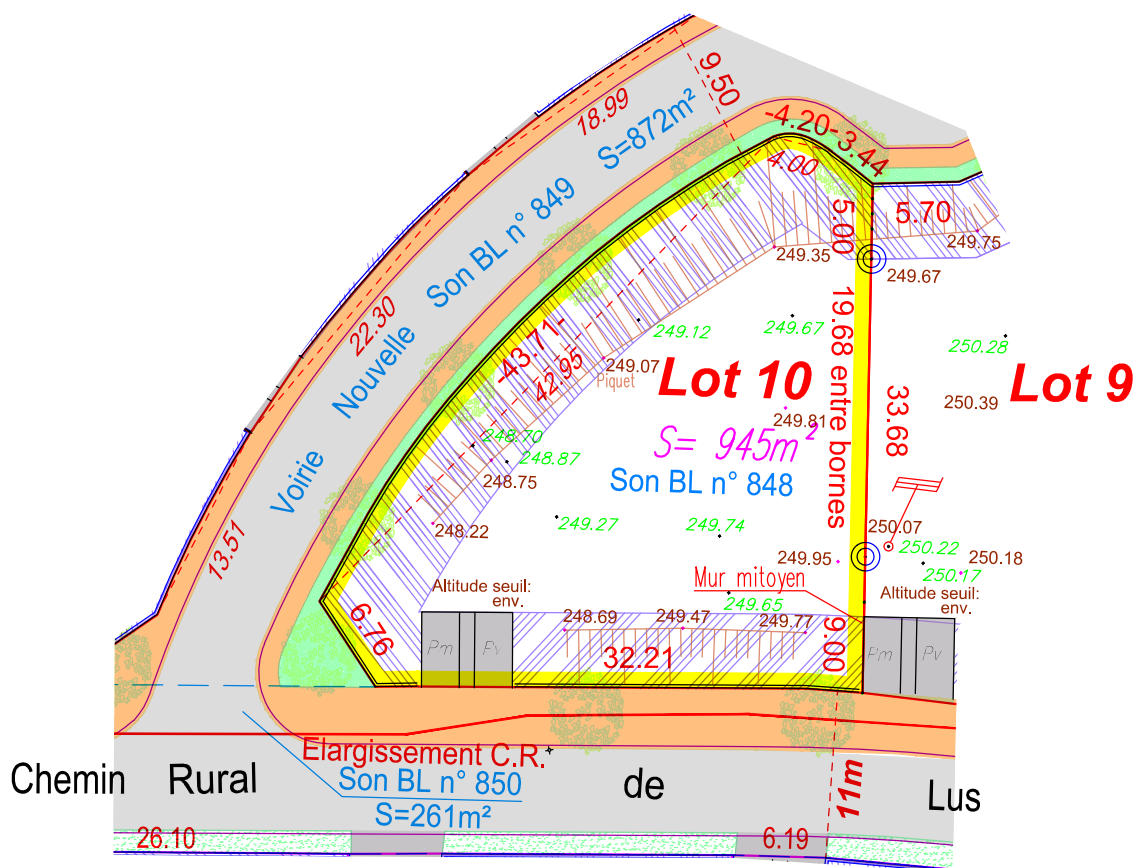 9.50
18.99
S=872m²
-4.20-3.44
4.00
5.00
5.70
249.35
249.75
249.67
Son BL n° 849
22.30
Nouvelle
Voirie
13.51
249.12
249.67
250.28
-43.71-
42.95
249.07
Piquet
Lot 10
Lot 9
19.68 entre bornes
33.68
250.39
249.81
S= 945m²
Son BL n° 848
248.70
248.87
248.75
248.22
249.27
249.74
250.07
250.22
249.95
250.18
250.17
Mur mitoyen
Altitude seuil:
env.
249.65
Altitude seuil:
env.
6.76
248.69
249.47
249.77
9.00
32.21
Pm
Pv
Pm
Pv
Elargissement C.R.
Son BL n° 850
S=261m²
Chemin Rural de Lus
11m
26.10
6.19